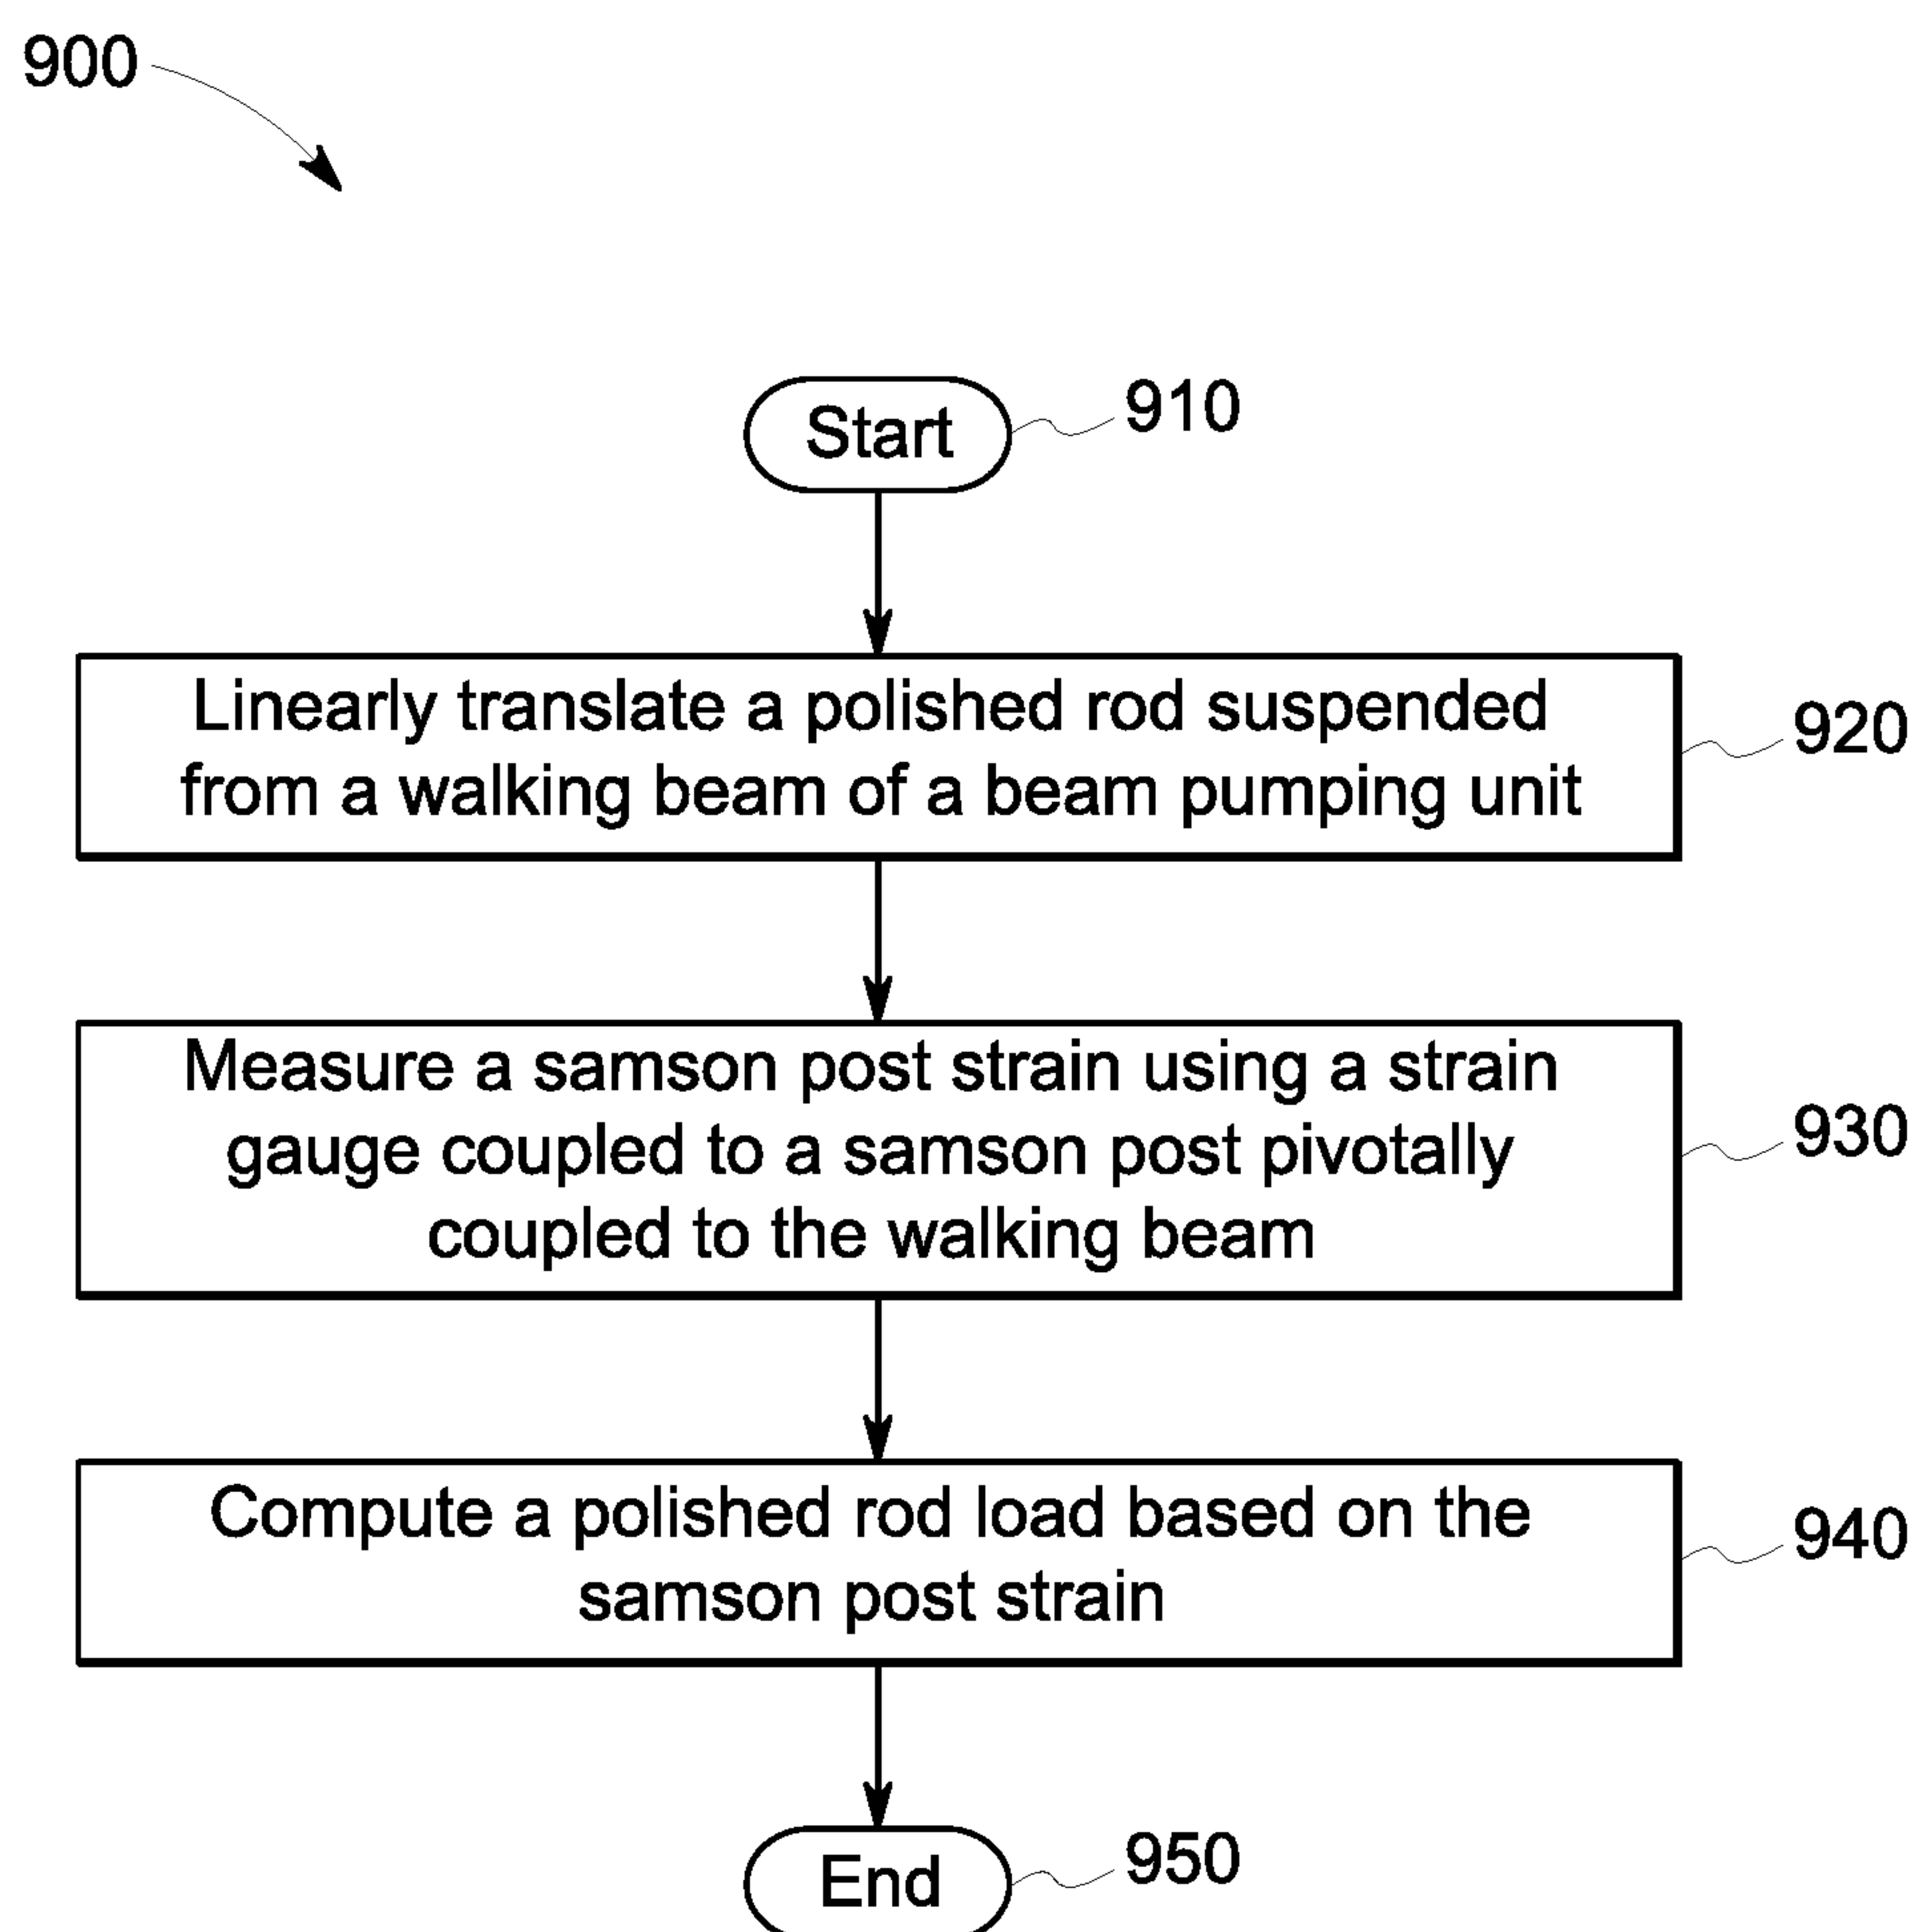 900
Start
910
Linearly translate a polished rod suspended
from a walking beam of a beam pumping unit
920
Measure a samson post strain using a strain
gauge coupled to a samson post pivotally
coupled to the walking beam
930
Compute a polished rod load based on the
samson post strain
940
End
950